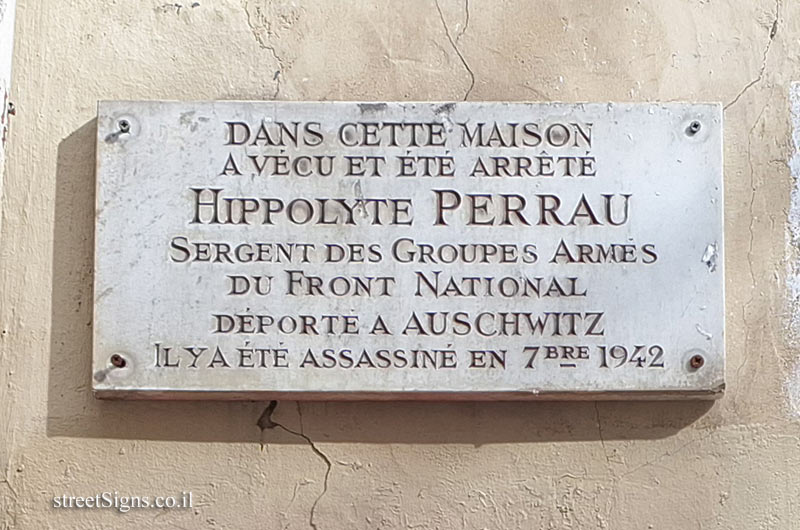 DANS CETTE MAISON
A VÉCU ET ÉTÉ ARRÊTÉ
HIPPOLYTE PERRAU
SERGENT DES GROUPES ARMÉS
DU FRONT NATIONAL
DÉPORTÉ A AUSCHWITZ
IL Y A ÉTÉ ASSASSINÉ EN 7BRE 1942
streetSigns.co.il